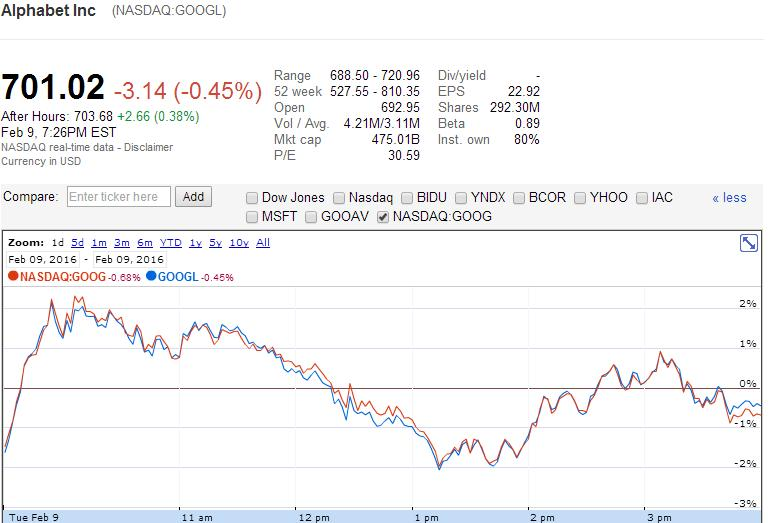 Alphabet Inc (NASDAQ:GOOGL)
701.02 -3.14 (-0.45%)
After Hours: 703.68 +2.66 (0.38%)
Feb 9, 7:26PM EST
NASDAQ real-time data - Disclaimer
Currency in USD
Range 688.50 - 720.96
52 week 527.55 - 810.35
Open 692.95
Vol / Avg. 4.21M/3.11M
Mkt cap 475.01B
P/E 30.59
Div/yield -
EPS 22.92
Shares 292.30M
Beta 0.89
Inst. own 80%
Compare: Enter ticker here Add
Dow Jones Nasdaq BIDU YNDX BCOR YHOO IAC « less
MSFT GOOAV NASDAQ:GOOG
Zoom: 1d 5d 1m 3m 6m YTD 1y 5y 10y All
Feb 09, 2016 - Feb 09, 2016
NASDAQ:GOOG -0.68% GOOGL -0.45%
2%
1%
0%
-1%
-2%
-3%
Tue Feb 9 11 am 12 pm 1 pm 2 pm 3 pm